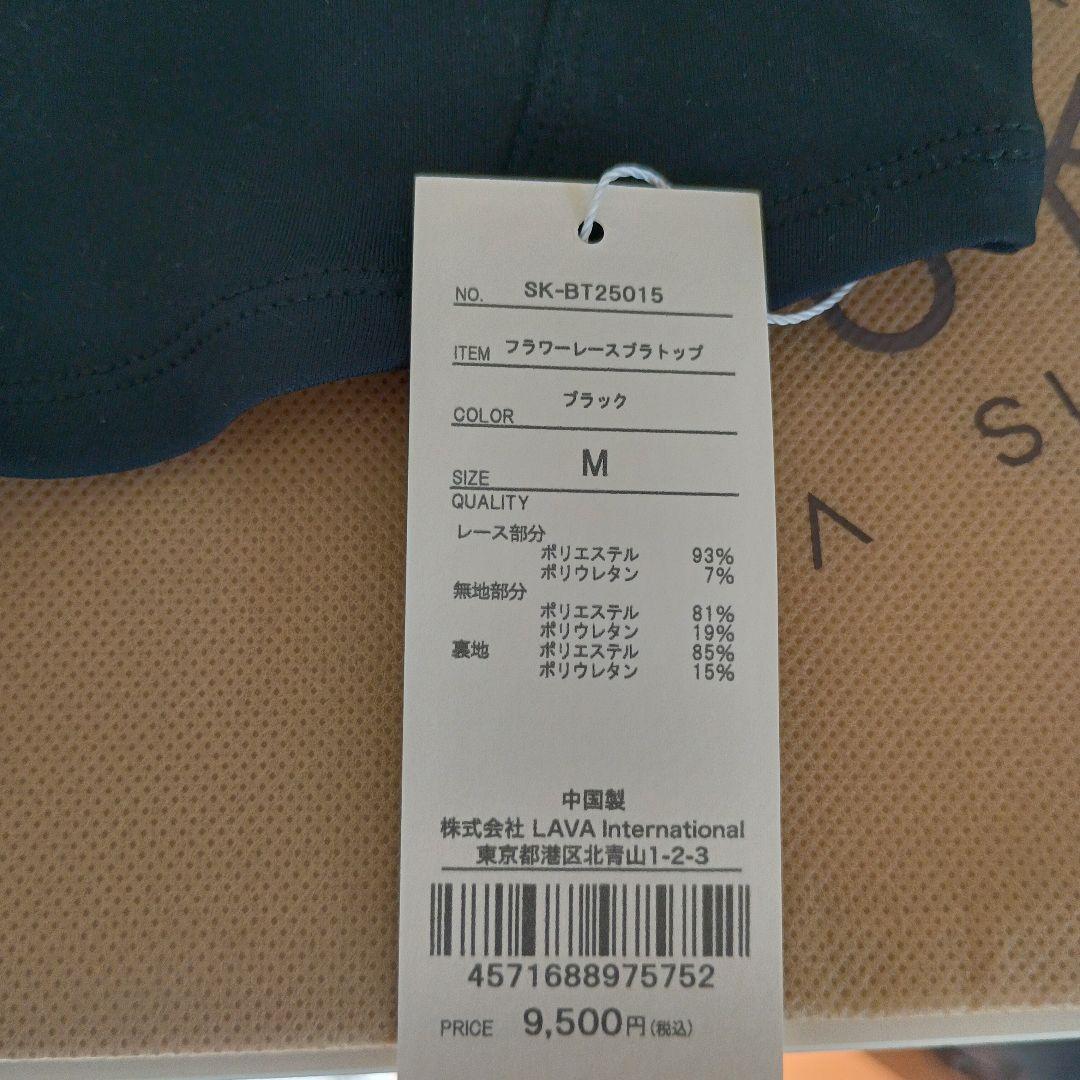 NO. SK-BT25015
ITEM フラワーレースブラトップ
COLOR ブラック
SIZE M
QUALITY
レース部分
ポリエステル 93%
ポリウレタン 7%
無地部分
ポリエステル 81%
ポリウレタン 19%
裏地 ポリエステル 85%
ポリウレタン 15%
中国製
株式会社 LAVA International
東京都港区北青山1-2-3
4571688975752
PRICE 9,500円(税込)